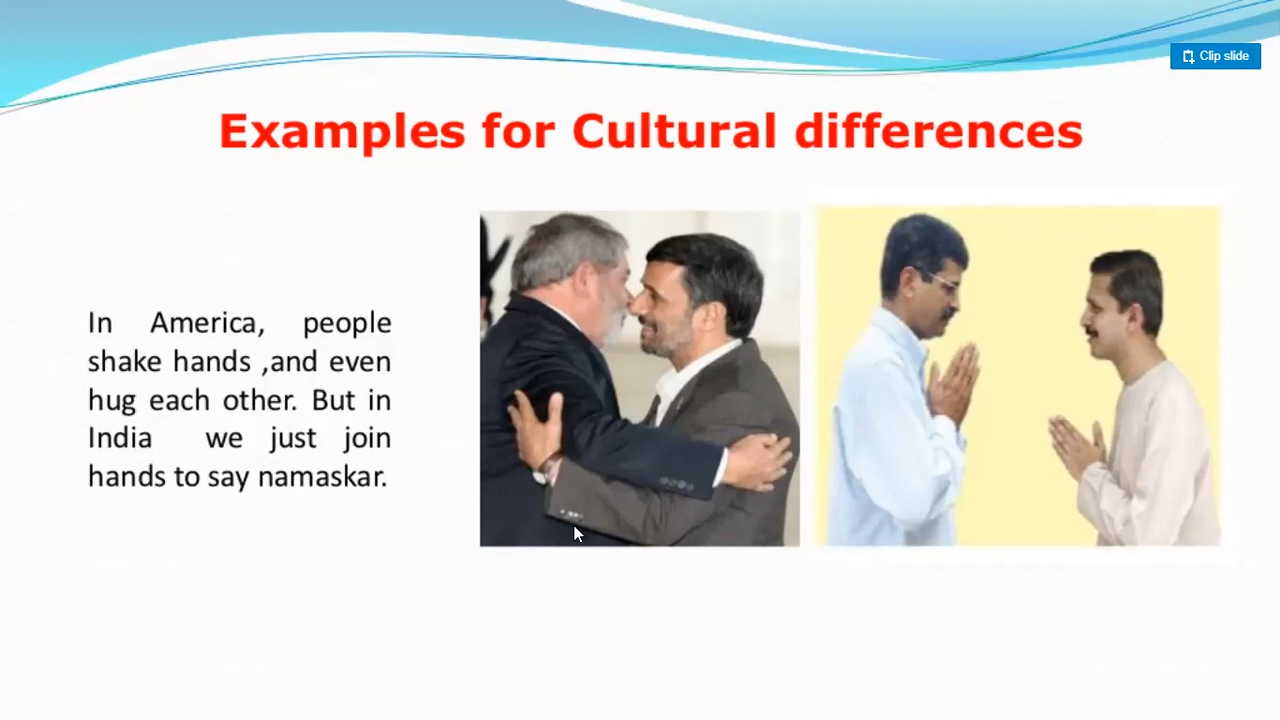 Clip slide
Examples for Cultural differences
In America, people
shake hands ,and even
hug each other. But in
India we just join
hands to say namaskar.